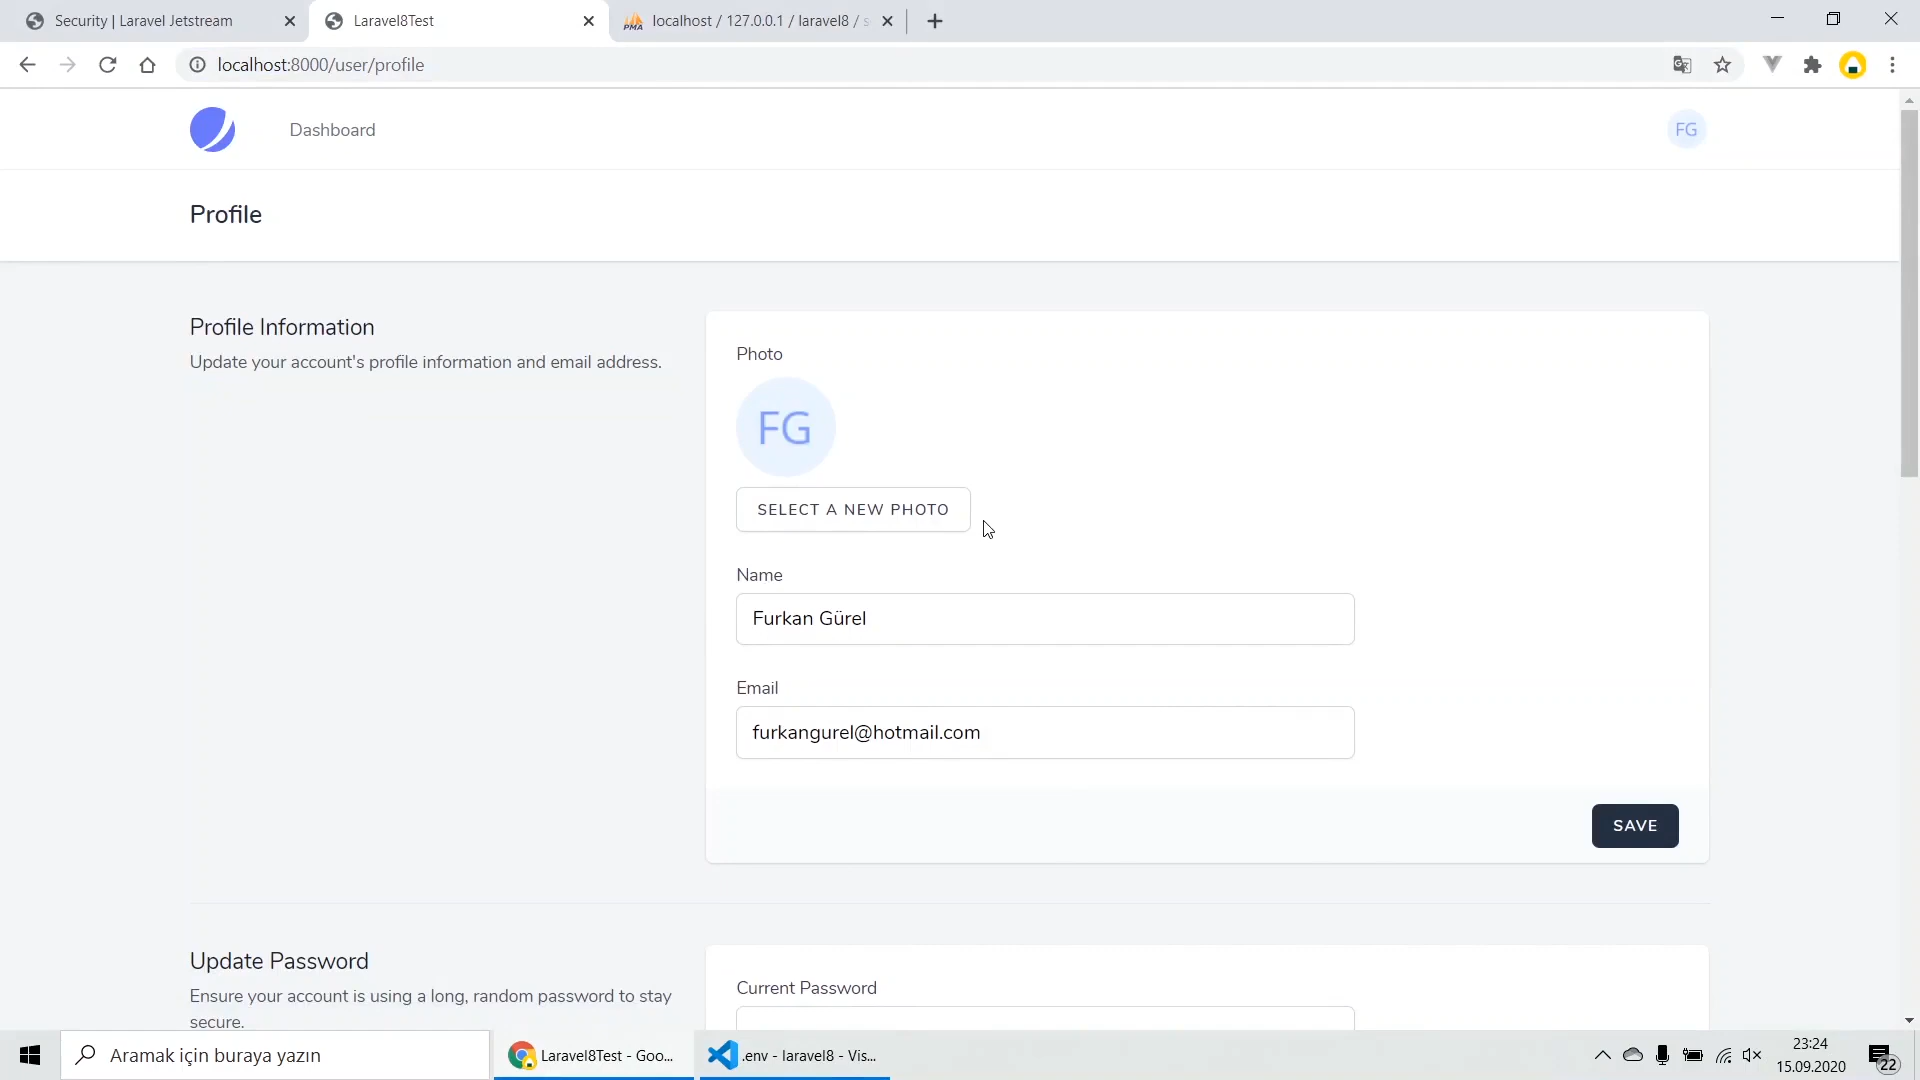 Security | Laravel Jetstream
Laravel8Test
localhost / 127.0.0.1 / laravel8 / s
localhost:8000/user/profile
Dashboard
FG
Profile
Profile Information
Update your account's profile information and email address.
Photo
FG
SELECT A NEW PHOTO
Name
Furkan Gürel
Email
furkangurel@hotmail.com
SAVE
Update Password
Ensure your account is using a long, random password to stay
secure.
Current Password
Aramak için buraya yazın
Laravel8Test - Goo...
.env - laravel8 - Vis...
23:24
15.09.2020
22
PMA